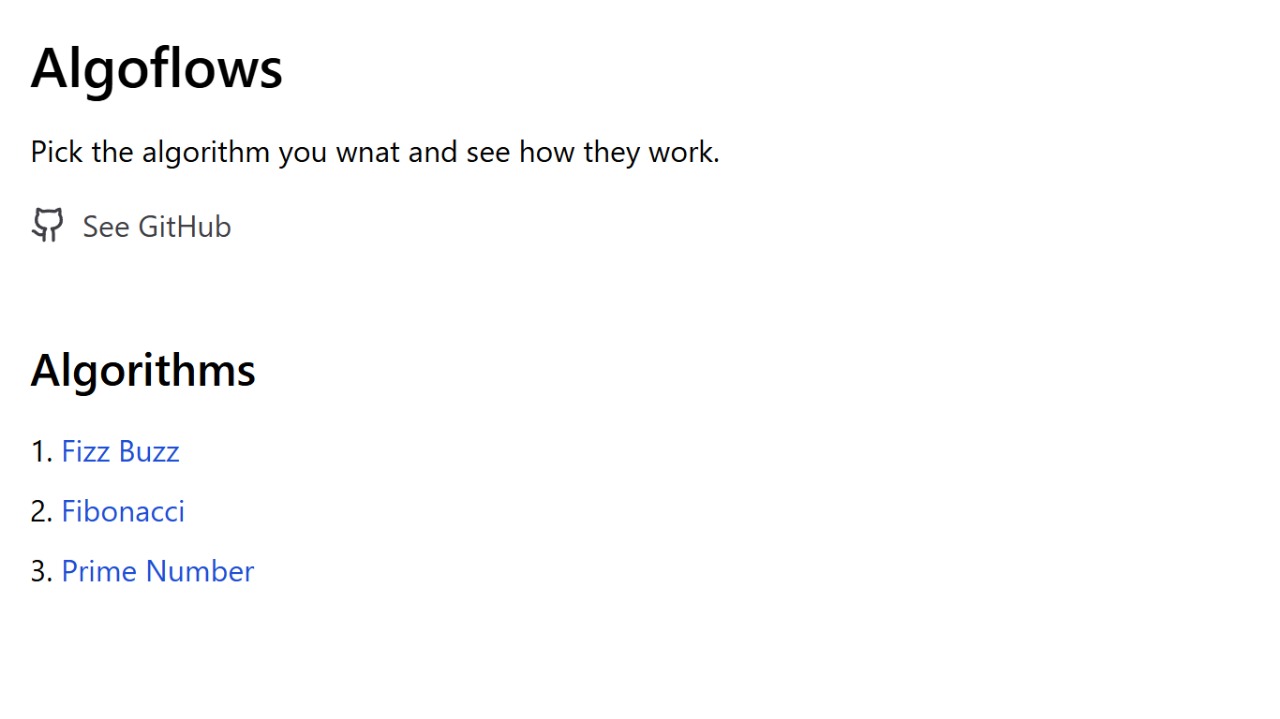 Algoflows
Pick the algorithm you wnat and see how they work.
See GitHub
Algorithms
1. Fizz Buzz
2. Fibonacci
3. Prime Number